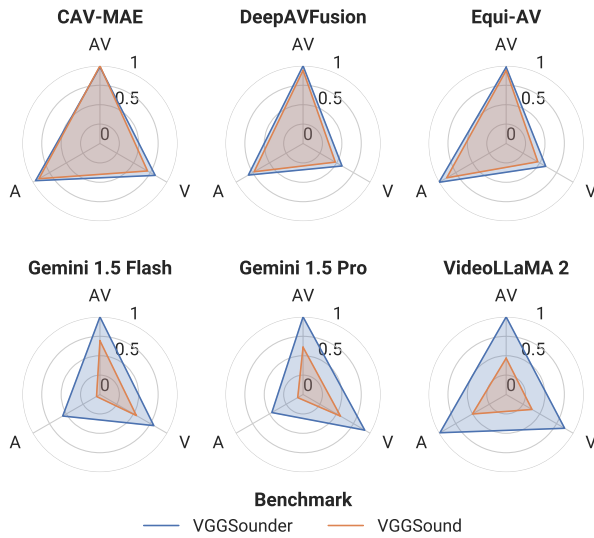 CAV-MAE DeepAVFusion Equi-AV
AV AV AV
1 1 1
0.5 0.5 0.5
0 0 0
A V A V A V
Gemini 1.5 Flash Gemini 1.5 Pro VideoLLaMA 2
AV AV AV
1 1 1
0.5 0.5 0.5
0 0 0
A V A V A V
Benchmark
VGGSounder VGGSound